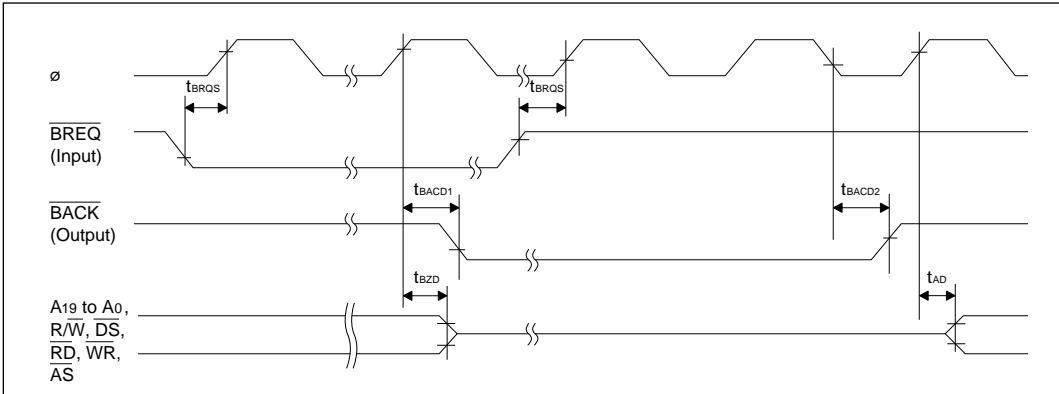 ø
tBRQS
tBRQS
BREQ
(Input)
tBACD1
tBACD2
BACK
(Output)
tBZD
tAD
A19 to A0,
R/W, DS,
RD, WR,
AS